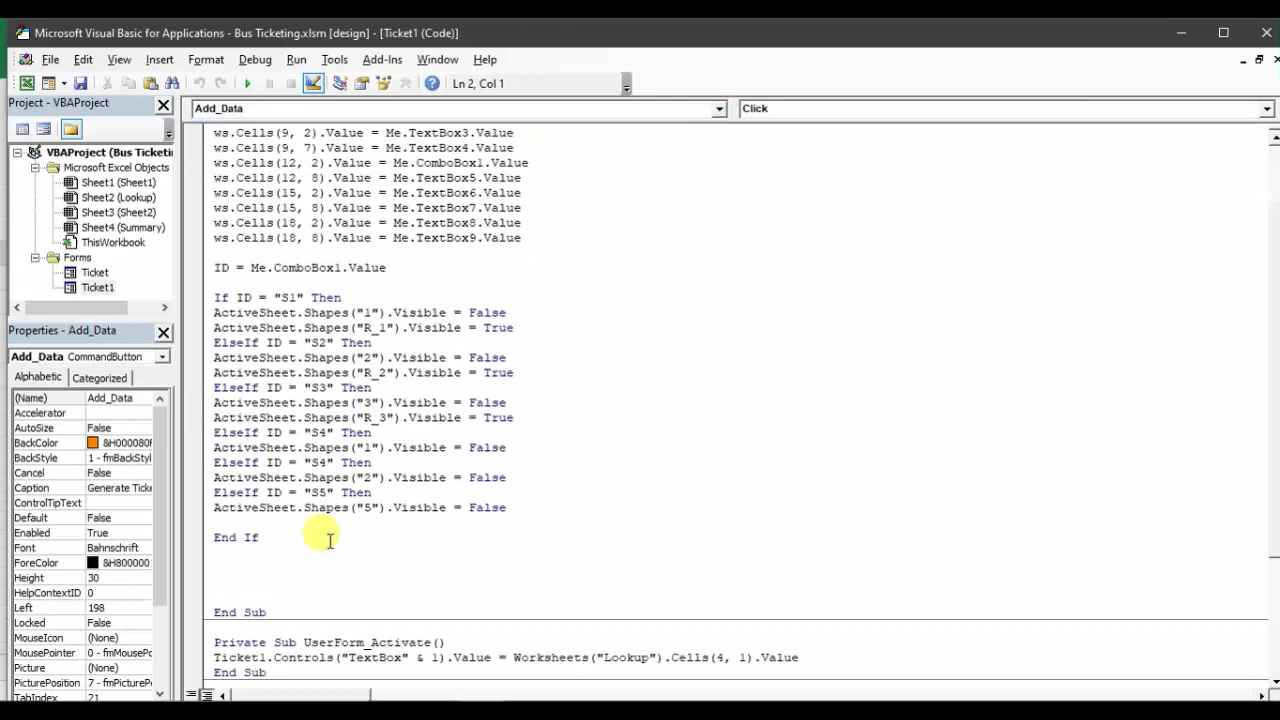 Microsoft Visual Basic for Applications - Bus Ticketing.xlsm [design] - [Ticket1 (Code)]
File Edit View Insert Format Debug Run Tools Add-Ins Window Help
Ln 2, Col 1
Project - VBAProject
Add_Data Click
VBAProject (Bus Ticketi
Microsoft Excel Objects
Sheet1 (Sheet1)
Sheet2 (Lookup)
Sheet3 (Sheet2)
Sheet4 (Summary)
ThisWorkbook
Forms
Ticket
Ticket1
Properties - Add_Data
Add_Data CommandButton
Alphabetic Categorized
(Name) Add_Data
Accelerator
AutoSize False
BackColor &H000080F
BackStyle 1 - fmBackStyl
Cancel False
Caption Generate Ticke
ControlTipText
Default False
Enabled True
Font Bahnschrift
ForeColor &H800000
Height 30
HelpContextID 0
Left 198
Locked False
MouseIcon (None)
MousePointer 0 - fmMousePo
Picture (None)
PicturePosition 7 - fmPicturePo
TabIndex 21
ws.Cells(9, 2).Value = Me.TextBox3.Value
ws.Cells(9, 7).Value = Me.TextBox4.Value
ws.Cells(12, 2).Value = Me.ComboBox1.Value
ws.Cells(12, 8).Value = Me.TextBox5.Value
ws.Cells(15, 2).Value = Me.TextBox6.Value
ws.Cells(15, 8).Value = Me.TextBox7.Value
ws.Cells(18, 2).Value = Me.TextBox8.Value
ws.Cells(18, 8).Value = Me.TextBox9.Value
ID = Me.ComboBox1.Value
If ID = "S1" Then
ActiveSheet.Shapes("1").Visible = False
ActiveSheet.Shapes("R_1").Visible = True
ElseIf ID = "S2" Then
ActiveSheet.Shapes("2").Visible = False
ActiveSheet.Shapes("R_2").Visible = True
ElseIf ID = "S3" Then
ActiveSheet.Shapes("3").Visible = False
ActiveSheet.Shapes("R_3").Visible = True
ElseIf ID = "S4" Then
ActiveSheet.Shapes("1").Visible = False
ElseIf ID = "S4" Then
ActiveSheet.Shapes("2").Visible = False
ElseIf ID = "S5" Then
ActiveSheet.Shapes("5").Visible = False
End If
End Sub
Private Sub UserForm_Activate()
Ticket1.Controls("TextBox" & 1).Value = Worksheets("Lookup").Cells(4, 1).Value
End Sub